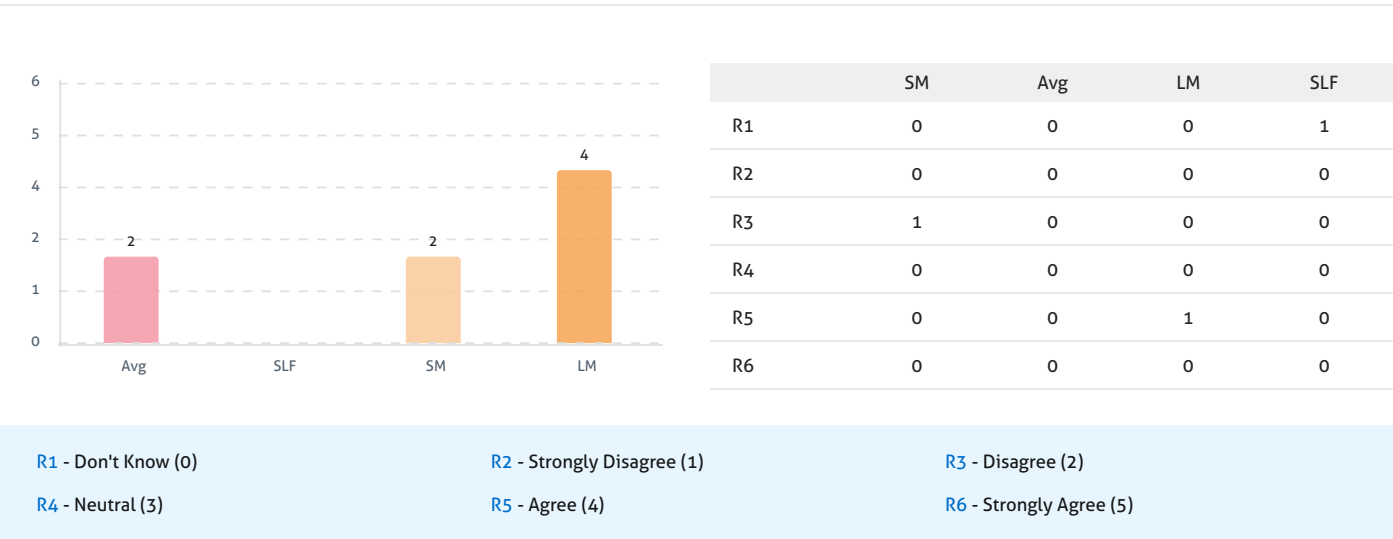 6
5
4
2
1
0
2
2
4
Avg SLF SM LM
SM Avg LM SLF
R1 0 0 0 1
R2 0 0 0 0
R3 1 0 0 0
R4 0 0 0 0
R5 0 0 1 0
R6 0 0 0 0
R1 - Don't Know (0) R2 - Strongly Disagree (1) R3 - Disagree (2)
R4 - Neutral (3) R5 - Agree (4) R6 - Strongly Agree (5)